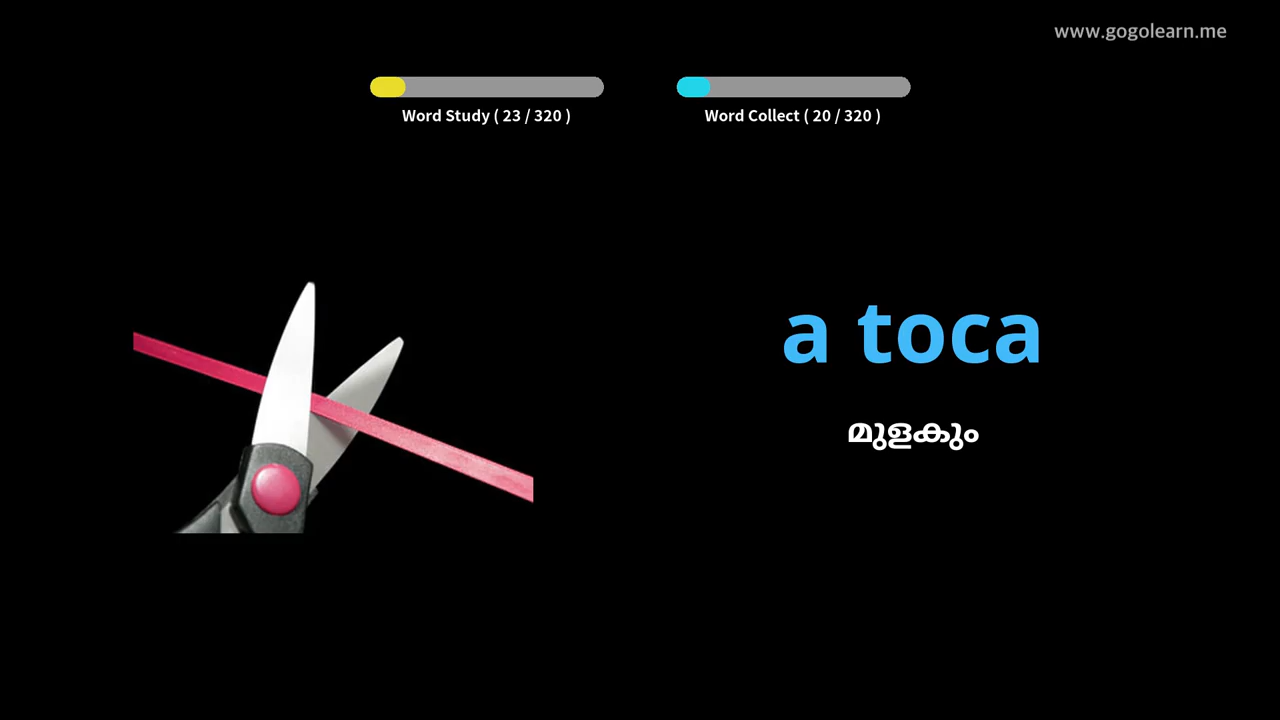 www.gogolearn.me
Word Study ( 23 / 320 )
Word Collect ( 20 / 320 )
a toca
മുളകും